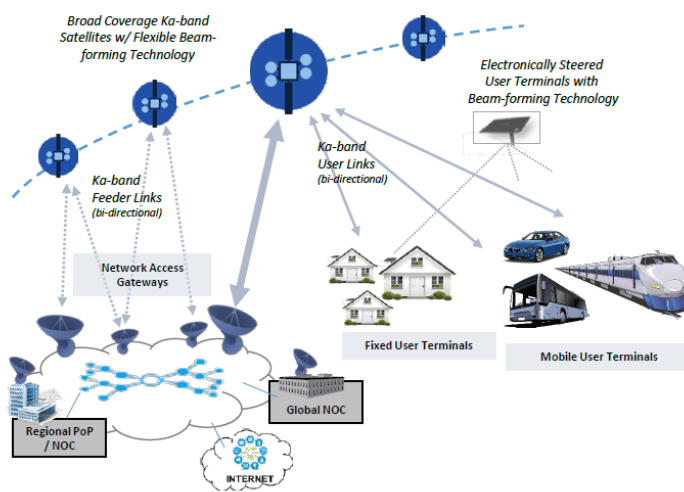 Broad Coverage Ka-band
Satellites w/ Flexible Beam-
forming Technology
Electronically Steered
User Terminals with
Beam-forming Technology
Ka-band
User Links
(bi-directional)
Ka-band
Feeder Links
(bi-directional)
Network Access
Gateways
Fixed User Terminals
Mobile User Terminals
Regional PoP
/ NOC
Global NOC
INTERNET